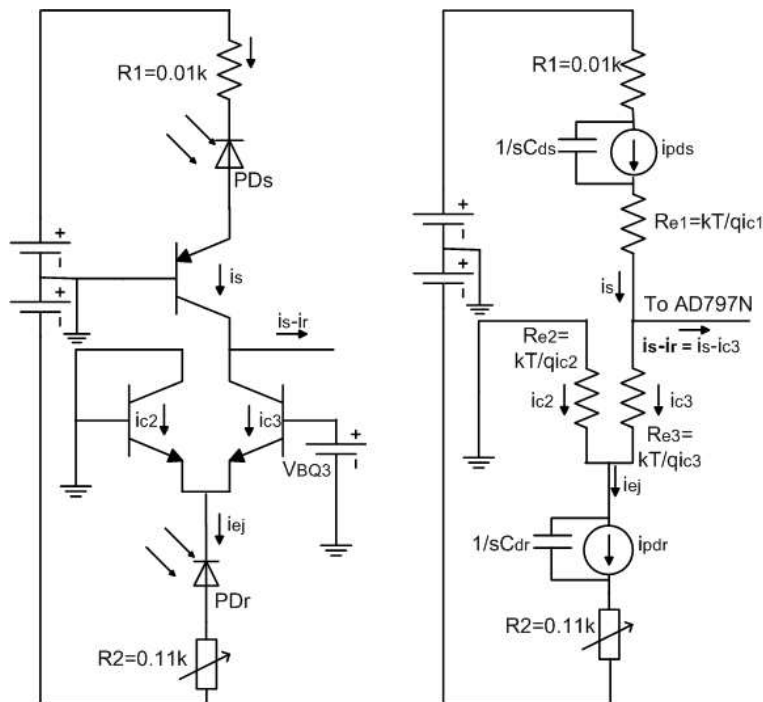 R1=0.01k
PDs
+
-
+
-
is
is-ir
ic2
ic3
+
-
VBQ3
iej
PDr
R2=0.11k
R1=0.01k
1/sCds
ipds
Re1=kT/qic1
+
-
+
-
is
To AD797N
is-ir = is-ic3
Re2=
kT/qic2
ic2
ic3
Re3=
kT/qic3
iej
1/sCdr
ipdr
R2=0.11k